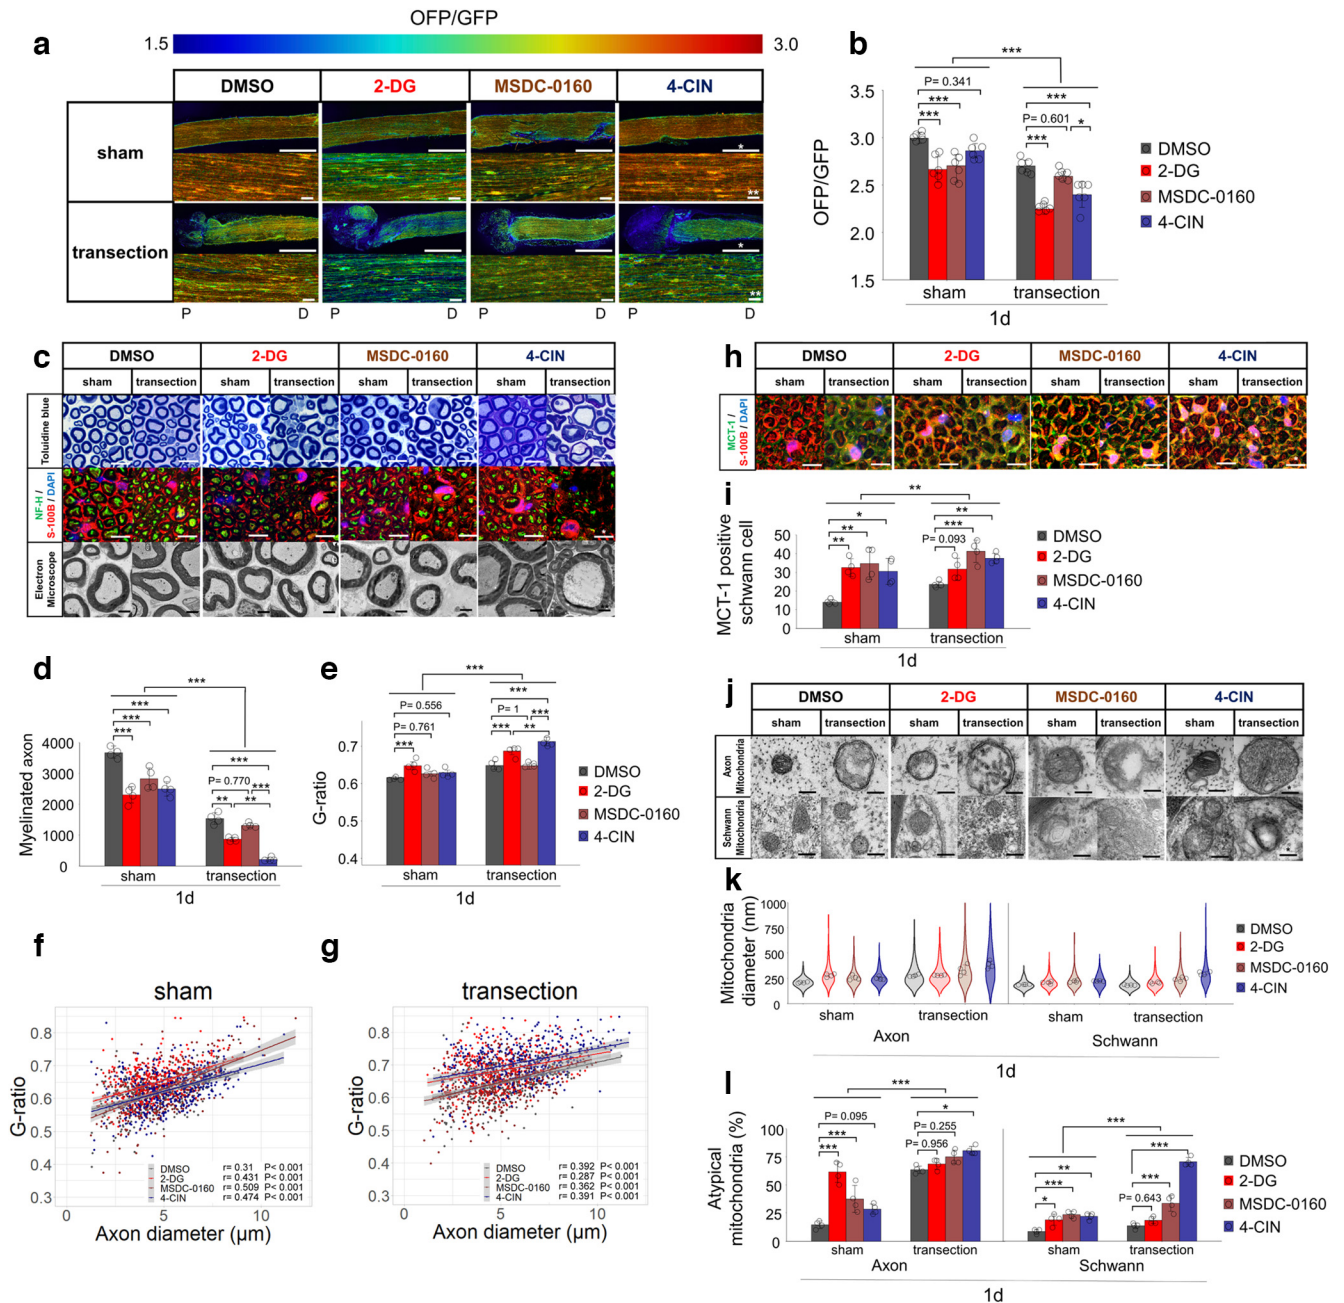 a
OFP/GFP
1.5
3.0
DMSO
2-DG
MSDC-0160
4-CIN
sham
*
**
transection
*
**
P D P D P D P D
b
***
P= 0.341
***
***
***
P= 0.601
*
***
3.5
3.0
2.5
2.0
1.5
OFP/GFP
sham transection
1d
DMSO
2-DG
MSDC-0160
4-CIN
c
DMSO 2-DG MSDC-0160 4-CIN
sham transection sham transection sham transection sham transection
Toluidine blue
NF-H /
S-100B / DAPI
Electron
Microscope
d
***
***
***
***
***
P= 0.770
***
**
**
4000
3000
2000
1000
0
Myelinated axon
sham transection
1d
e
***
P= 0.556
P= 0.761
***
***
P= 1
***
***
**
0.7
0.6
0.5
0.4
G-ratio
sham transection
1d
DMSO
2-DG
MSDC-0160
4-CIN
f
sham
0.8
0.7
0.6
0.5
0.4
0.3
G-ratio
DMSO r= 0.31 P< 0.001
2-DG r= 0.431 P< 0.001
MSDC-0160 r= 0.509 P< 0.001
4-CIN r= 0.474 P< 0.001
0 5 10
Axon diameter (µm)
g
transection
0.8
0.7
0.6
0.5
0.4
0.3
G-ratio
DMSO r= 0.392 P< 0.001
2-DG r= 0.287 P< 0.001
MSDC-0160 r= 0.362 P< 0.001
4-CIN r= 0.391 P< 0.001
0 5 10
Axon diameter (µm)
h
DMSO 2-DG MSDC-0160 4-CIN
sham transection sham transection sham transection sham transection
MCT-1 /
S-100B / DAPI
i
**
*
**
**
**
***
P= 0.093
50
40
30
20
10
0
MCT-1 positive
schwann cell
sham transection
1d
DMSO
2-DG
MSDC-0160
4-CIN
j
DMSO 2-DG MSDC-0160 4-CIN
sham transection sham transection sham transection sham transection
Axon
Mitochondria
Schwann
Mitochondria
k
1000
750
500
250
0
Mitochondria
diameter (nm)
sham transection sham transection
Axon Schwann
1d
DMSO
2-DG
MSDC-0160
4-CIN
l
***
P= 0.095
***
***
*
P= 0.255
P= 0.956
***
**
***
*
***
***
P= 0.643
100
75
50
25
0
Atypical
mitochondria (%)
sham transection sham transection
Axon Schwann
1d
DMSO
2-DG
MSDC-0160
4-CIN